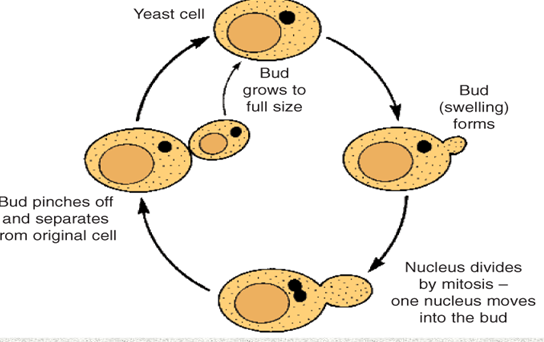 Yeast cell
Bud
grows to
full size
Bud
(swelling)
forms
Nucleus divides
by mitosis –
one nucleus moves
into the bud
Bud pinches off
and separates
rom original cell